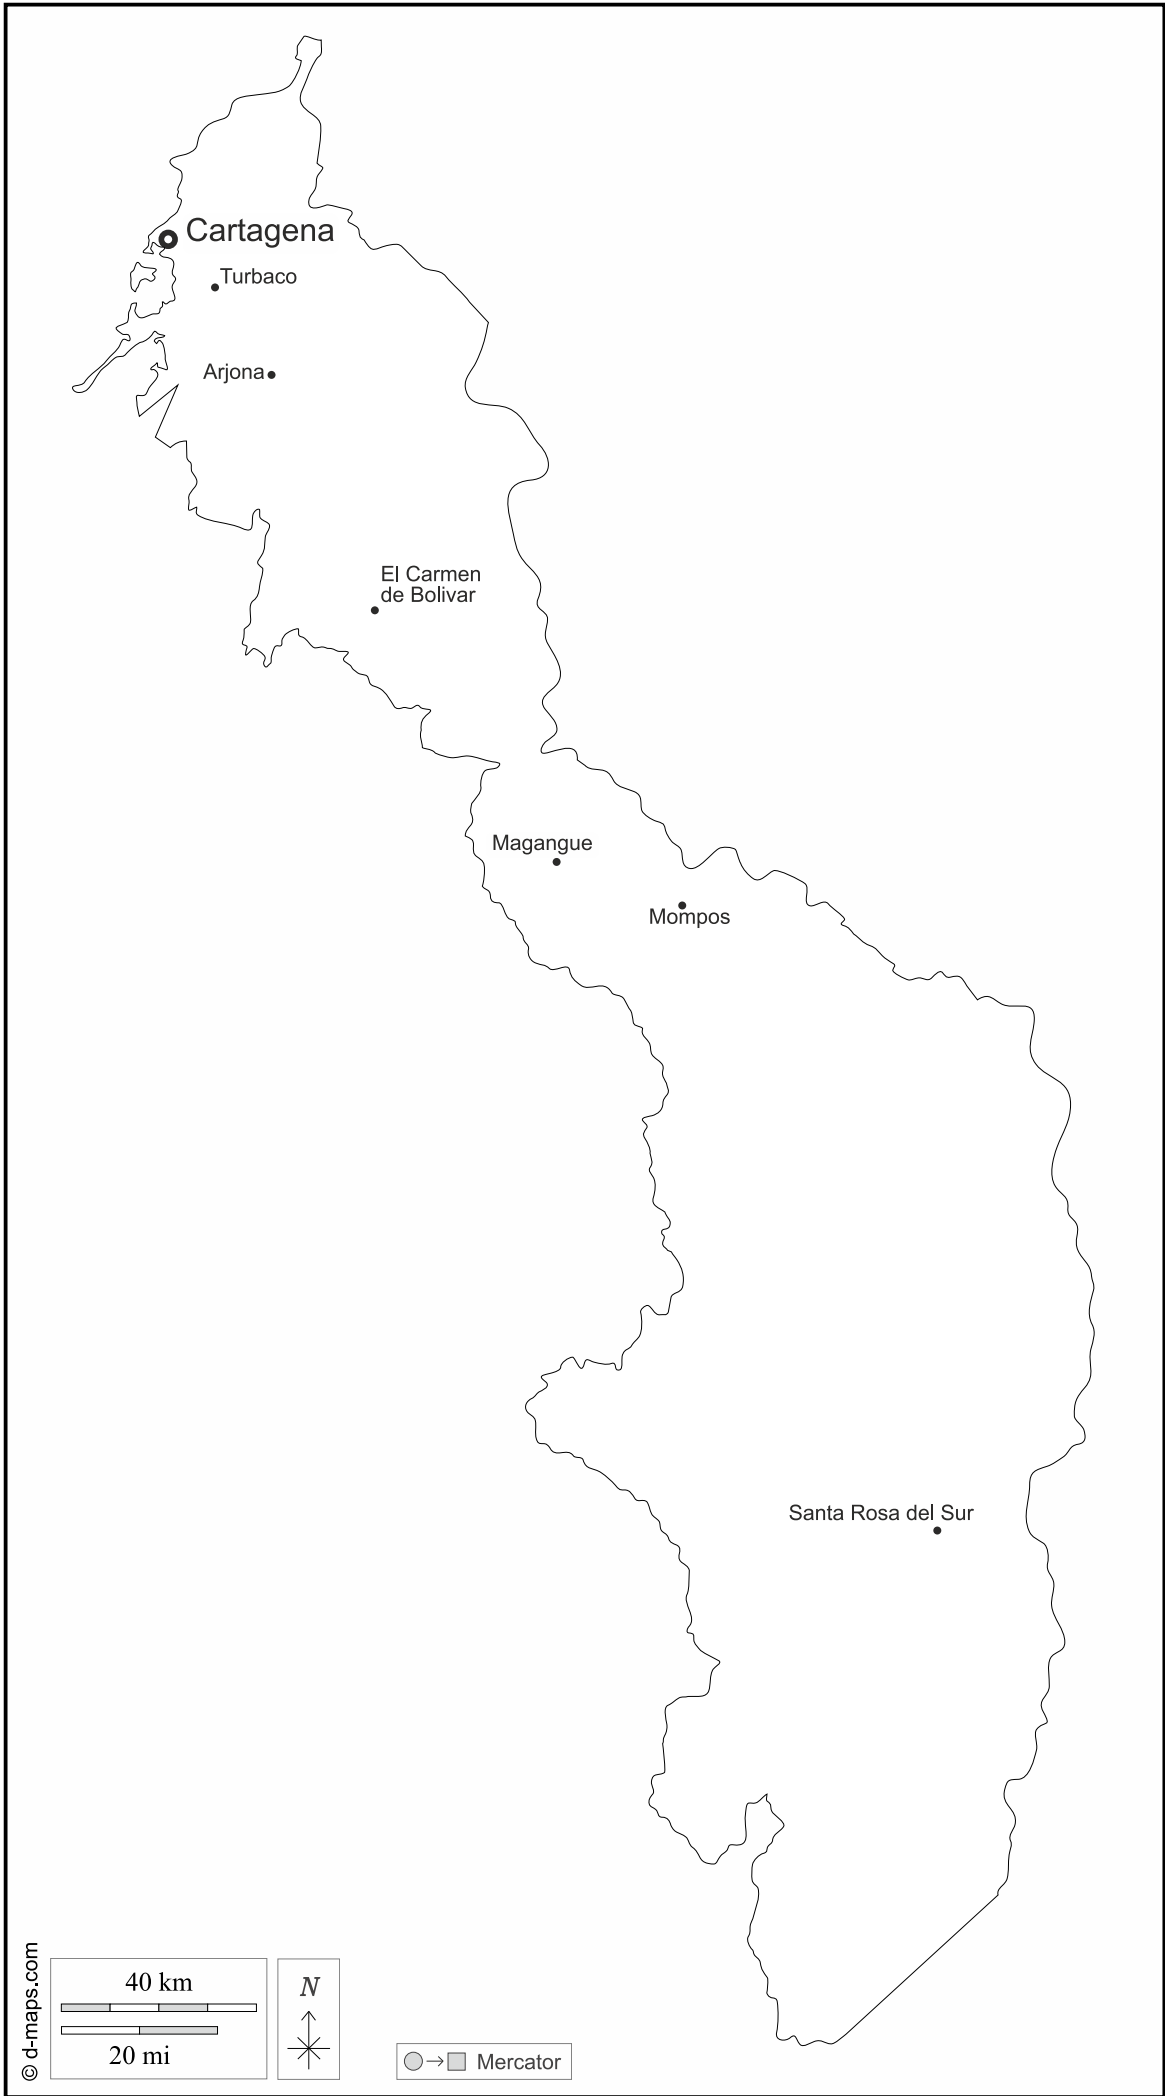 Cartagena
Turbaco
Arjona
El Carmen
de Bolivar
Magangue
Mompos
Santa Rosa del Sur
© d-maps.com
40 km
20 mi
N
Mercator